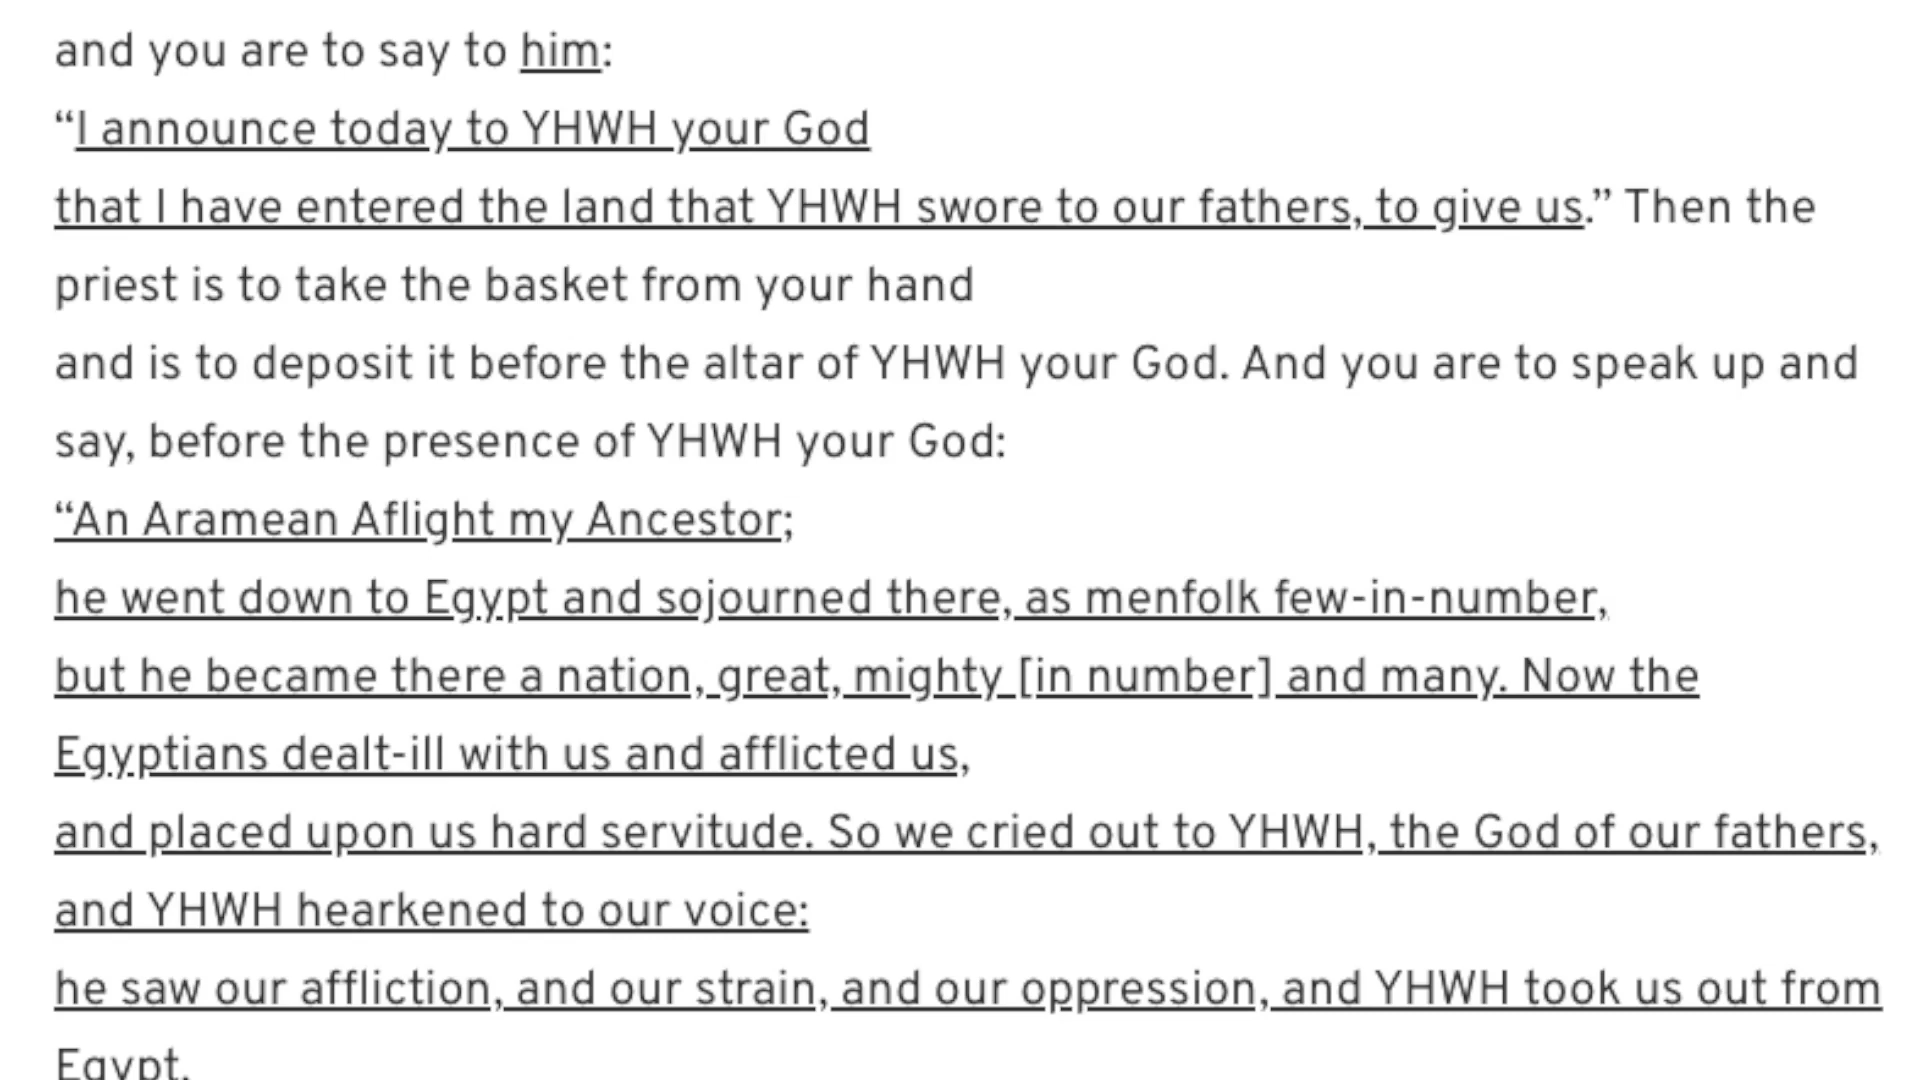 and you are to say to him:
“I announce today to YHWH your God
that I have entered the land that YHWH swore to our fathers, to give us.” Then the
priest is to take the basket from your hand
and is to deposit it before the altar of YHWH your God. And you are to speak up and
say, before the presence of YHWH your God:
“An Aramean Aflight my Ancestor;
he went down to Egypt and sojourned there, as menfolk few-in-number,
but he became there a nation, great, mighty [in number] and many. Now the
Egyptians dealt-ill with us and afflicted us,
and placed upon us hard servitude. So we cried out to YHWH, the God of our fathers,
and YHWH hearkened to our voice:
he saw our affliction, and our strain, and our oppression, and YHWH took us out from
Egypt,